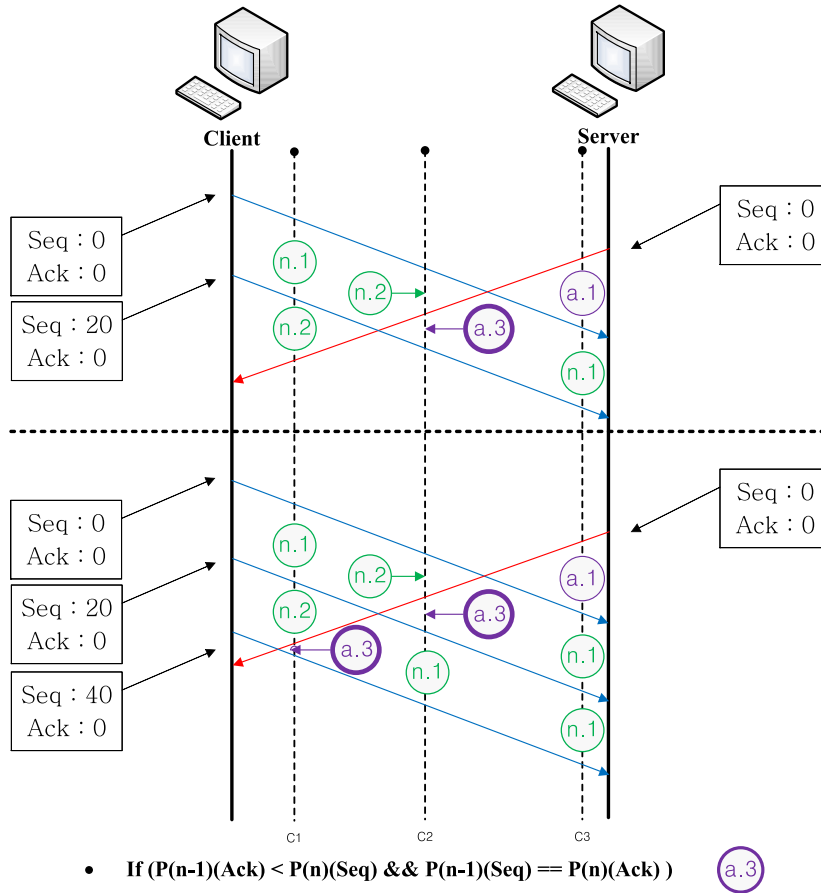 Client
Server
Seq : 0
Ack : 0
Seq : 0
Ack : 0
n.1
n.2
a.1
Seq : 20
Ack : 0
n.2
a.3
n.1
Seq : 0
Ack : 0
Seq : 0
Ack : 0
n.1
n.2
a.1
Seq : 20
Ack : 0
n.2
a.3
a.3
n.1
n.1
Seq : 40
Ack : 0
n.1
C1
C2
C3
• If (P(n-1)(Ack) < P(n)(Seq) && P(n-1)(Seq) == P(n)(Ack) )
a.3